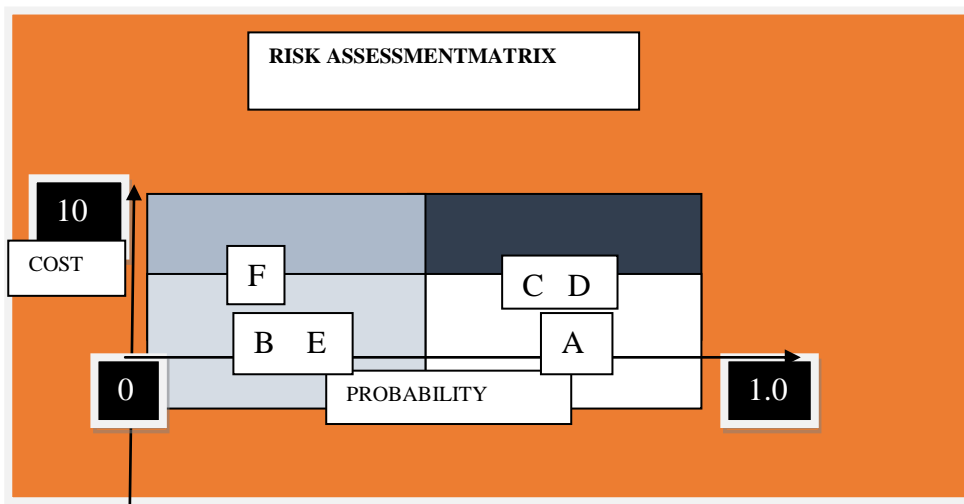 RISK ASSESSMENTMATRIX
10
COST
F
C D
B E
A
0
PROBABILITY
1.0